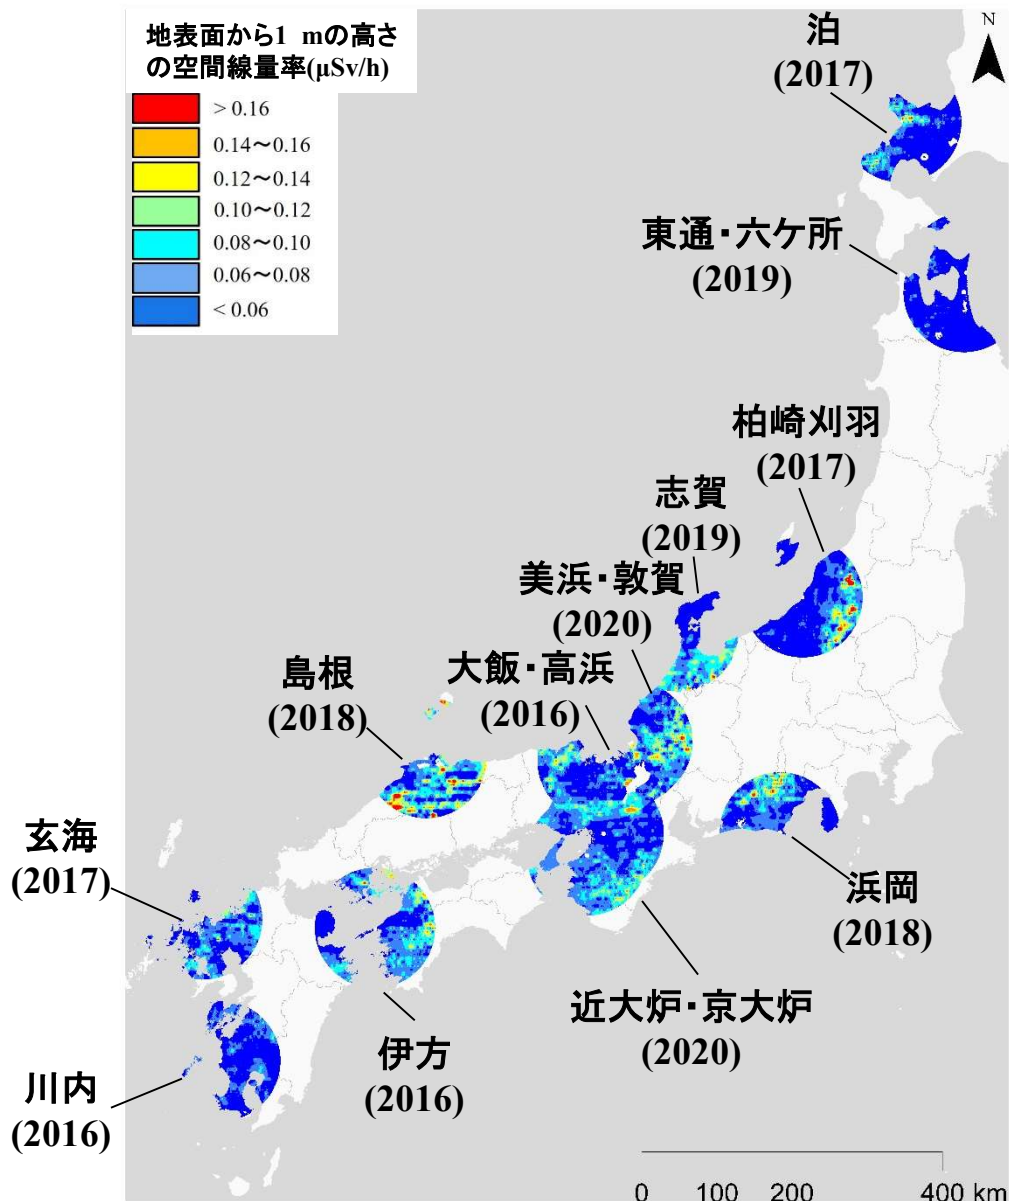 地表面から1 mの高さ
の空間線量率(μSv/h)
> 0.16
0.14～0.16
0.12～0.14
0.10～0.12
0.08～0.10
0.06～0.08
< 0.06
N
泊
(2017)
東通・六ケ所
(2019)
柏崎刈羽
(2017)
志賀
(2019)
美浜・敦賀
(2020)
大飯・高浜
(2016)
島根
(2018)
玄海
(2017)
浜岡
(2018)
近大炉・京大炉
(2020)
伊方
(2016)
川内
(2016)
0 100 200 400 km